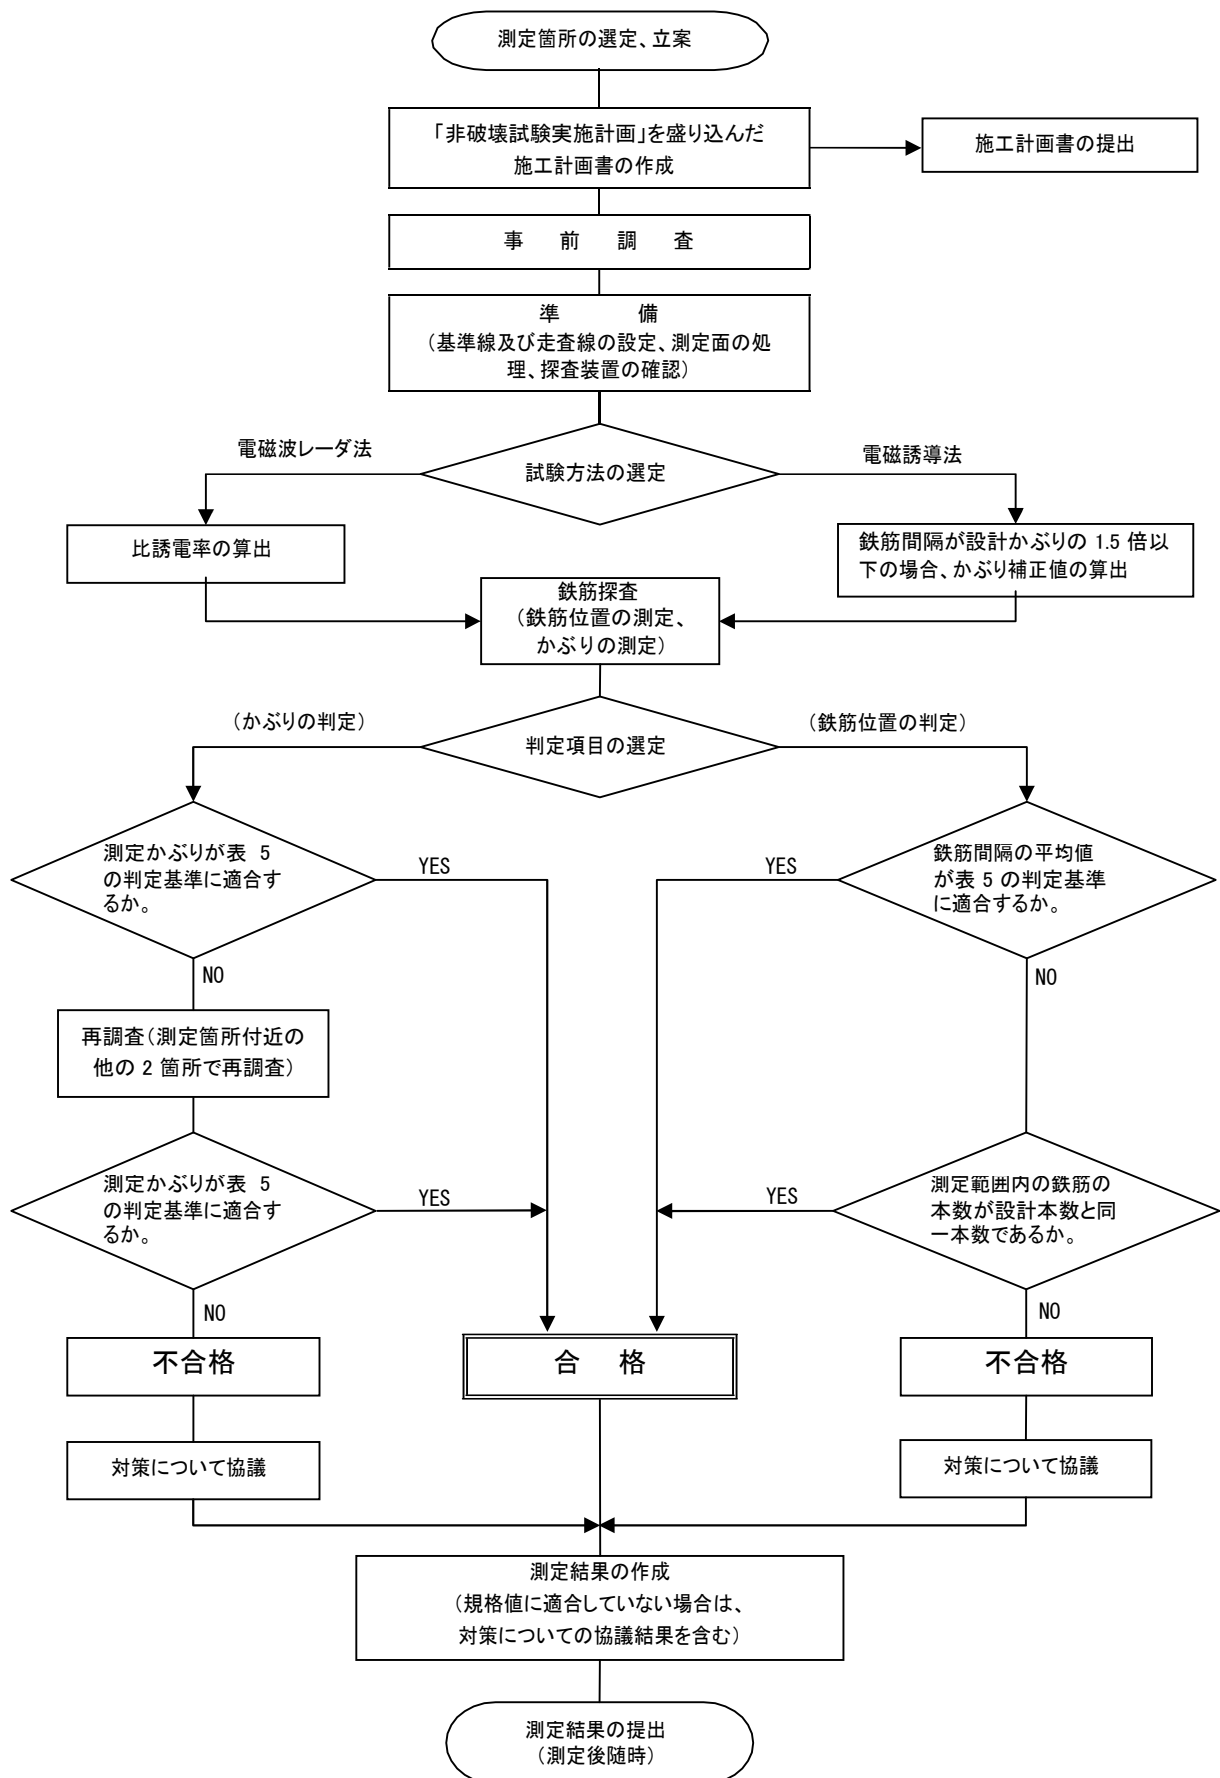 測定箇所の選定、立案
「非破壊試験実施計画」を盛り込んだ
施工計画書の作成
施工計画書の提出
事 前 調 査
準 備
（基準線及び走査線の設定、測定面の処
理、探査装置の確認）
電磁波レーダ法
試験方法の選定
電磁誘導法
比誘電率の算出
鉄筋間隔が設計かぶりの 1.5 倍以
下の場合、かぶり補正値の算出
鉄筋探査
（鉄筋位置の測定、
かぶりの測定）
（かぶりの判定）
判定項目の選定
（鉄筋位置の判定）
測定かぶりが表 5
の判定基準に適合す
るか。
YES
YES
鉄筋間隔の平均値
が表 5 の判定基準
に適合するか。
NO
NO
再調査（測定箇所付近の
他の 2 箇所で再調査）
測定かぶりが表 5
の判定基準に適合す
るか。
YES
YES
測定範囲内の鉄筋の
本数が設計本数と同
一本数であるか。
NO
NO
不合格
合 格
不合格
対策について協議
対策について協議
測定結果の作成
（規格値に適合していない場合は、
対策についての協議結果を含む）
測定結果の提出
（測定後随時）